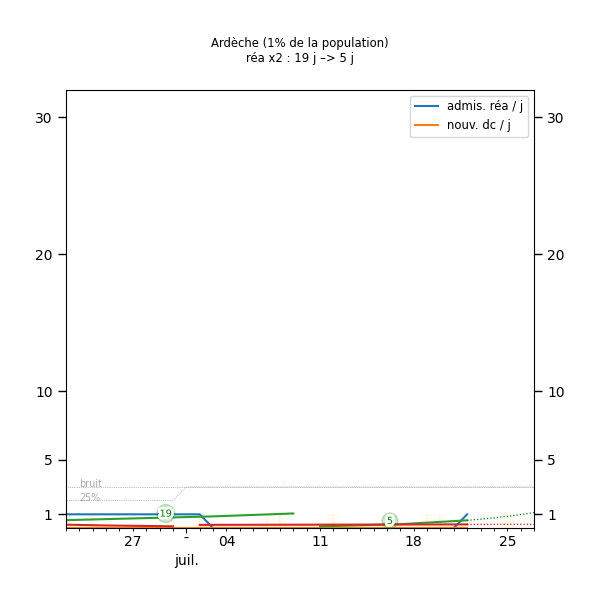 Ardèche (1% de la population)
réa x2 : 19 j –> 5 j
admis. réa / j
nouv. dc / j
30 30
20 20
10 10
5 5
bruit
25%
19
5
1 1
27 - 04 11 18 25
juil.